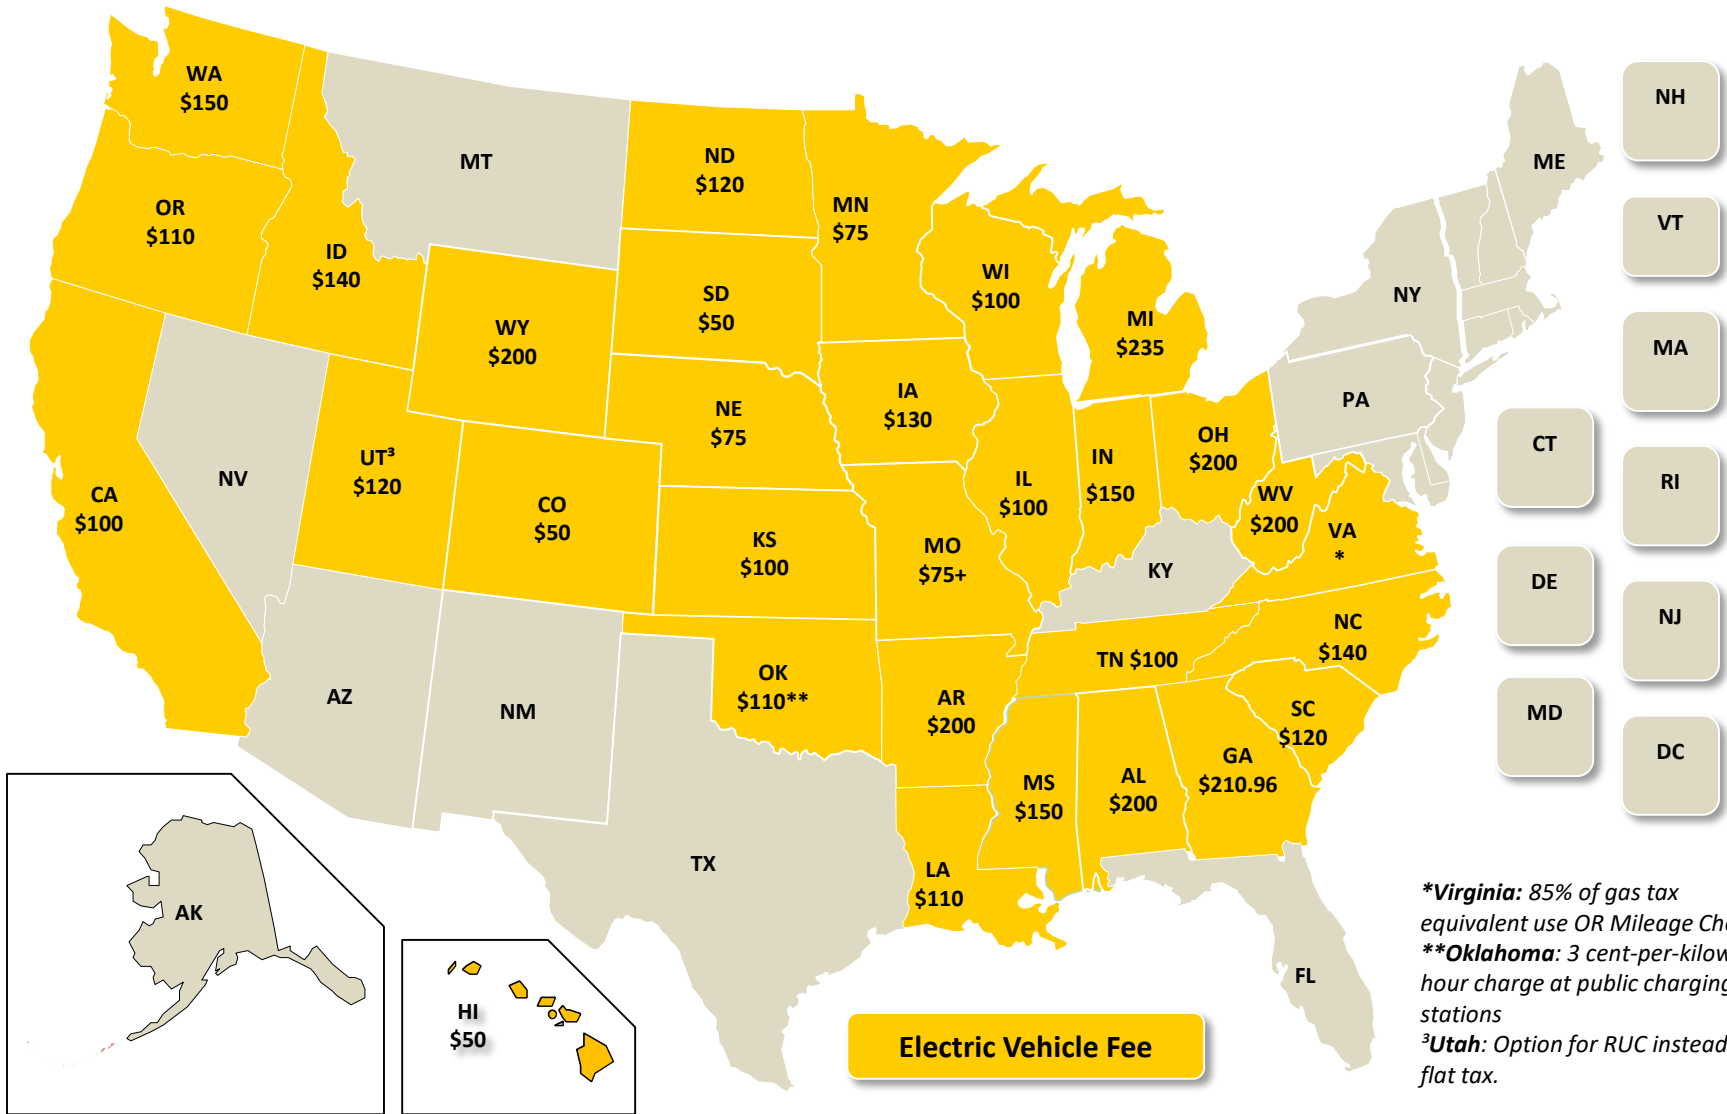 WA
$150
MT
ND
$120
MN
$75
OR
$110
ID
$140
WY
$200
SD
$50
WI
$100
MI
$235
NY
ME
NH
VT
MA
CT
RI
DE
NJ
MD
DC
CA
$100
NV
UT³
$120
CO
$50
NE
$75
IA
$130
IL
$100
IN
$150
OH
$200
PA
WV
$200
VA
*
KS
$100
MO
$75+
KY
NC
$140
TN $100
AZ
NM
OK
$110**
AR
$200
SC
$120
MS
$150
AL
$200
GA
$210.96
TX
LA
$110
FL
AK
HI
$50
Electric Vehicle Fee
*Virginia: 85% of gas tax
equivalent use OR Mileage
**Oklahoma: 3 cent-per-
hour charge at public charging
stations
³Utah: Option for RUC instead
flat tax.